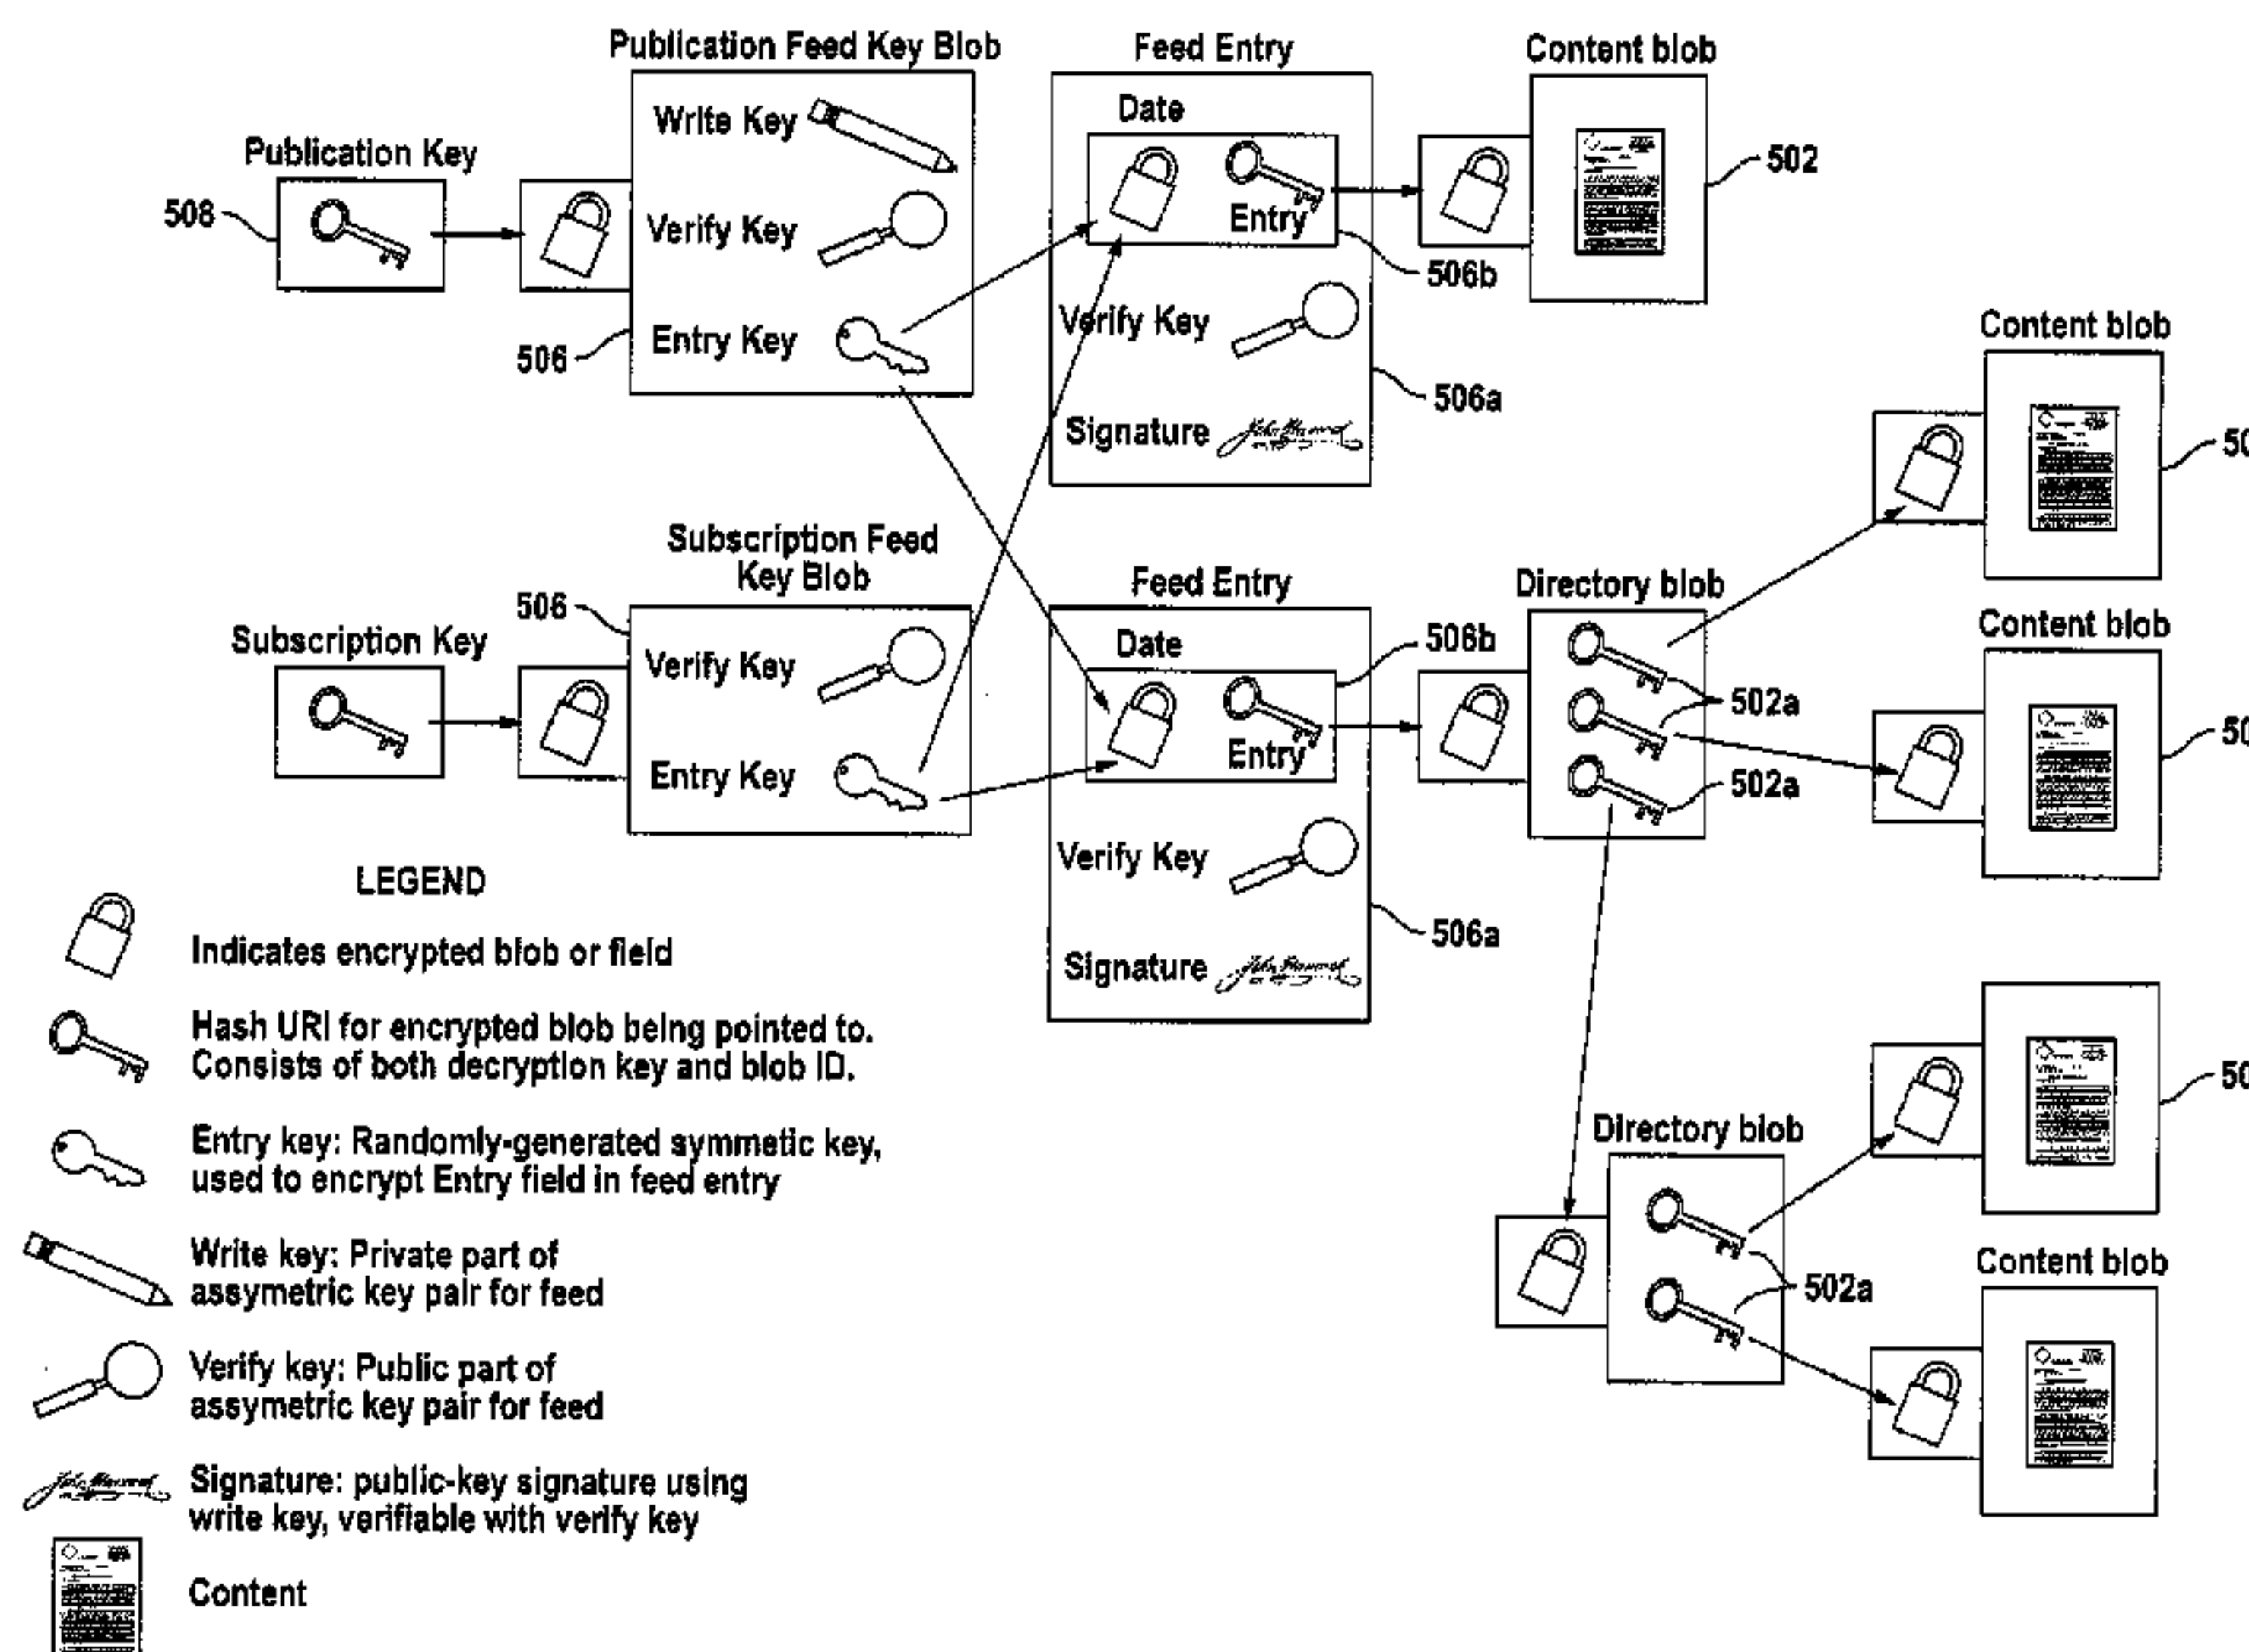 Publication Feed Key Blob
Feed Entry
Content blob
Write Key
Date
Publication Key
502
508
Verify Key
Entry
506b
Verify Key
Content blob
506
Entry Key
506a
Signature
50
Subscription Feed
Key Blob
Feed Entry
Directory blob
506
506b
Content blob
Subscription Key
Verify Key
Date
502a
50
Entry Key
Entry
502a
Verify Key
LEGEND
506a
Signature
Indicates encrypted blob or field
Hash URI for encrypted blob being pointed to.
Consists of both decryption key and blob ID.
50
Directory blob
Entry key: Randomly-generated symmetic key,
used to encrypt Entry field in feed entry
Write key: Private part of
assymetric key pair for feed
502a
Content blob
Verify key: Public part of
assymetric key pair for feed
Signature: public-key signature using
write key, verifiable with verify key
Content